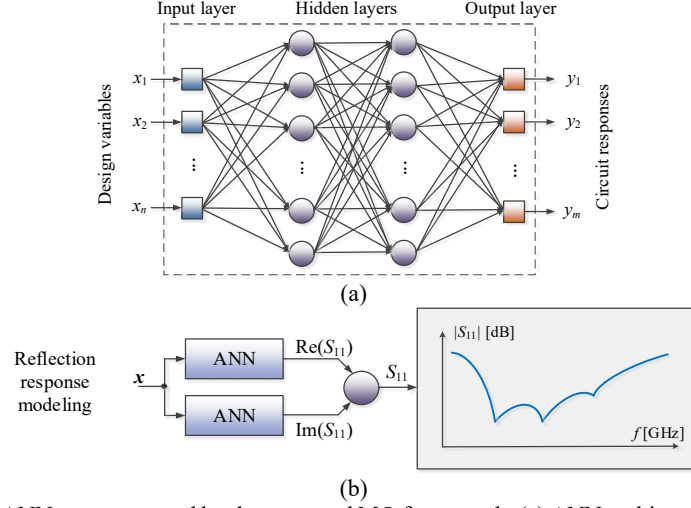 Input layer Hidden layers Output layer
Design variables
x1
x2
...
xn
y1
y2
...
ym
Circuit responses
(a)
Reflection
response
modeling
x
ANN
ANN
Re(S11)
Im(S11)
S11
|S11| [dB]
f [GHz]
(b)